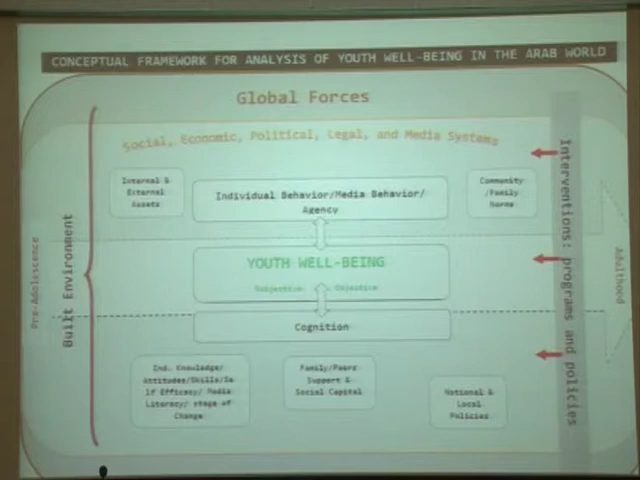 CONCEPTUAL FRAMEWORK FOR ANALYSIS OF YOUTH WELL-BEING IN THE ARAB WORLD
Global Forces
Social, Economic, Political, Legal, and Media Systems
Internal &
External
Assets
Individual Behavior/Media Behavior/
Agency
Community
/Family
Norms
YOUTH WELL-BEING
Subjective
Objective
Cognition
Ind. Knowledge/
Attitudes/Skills/Se
lf Efficacy/ Media
Literacy/ stage of
Change
Family/Peers
Support &
Social Capital
National &
Local
Policies
Pre-Adolescence
Built Environment
Interventions: programs and policies
Adulthood